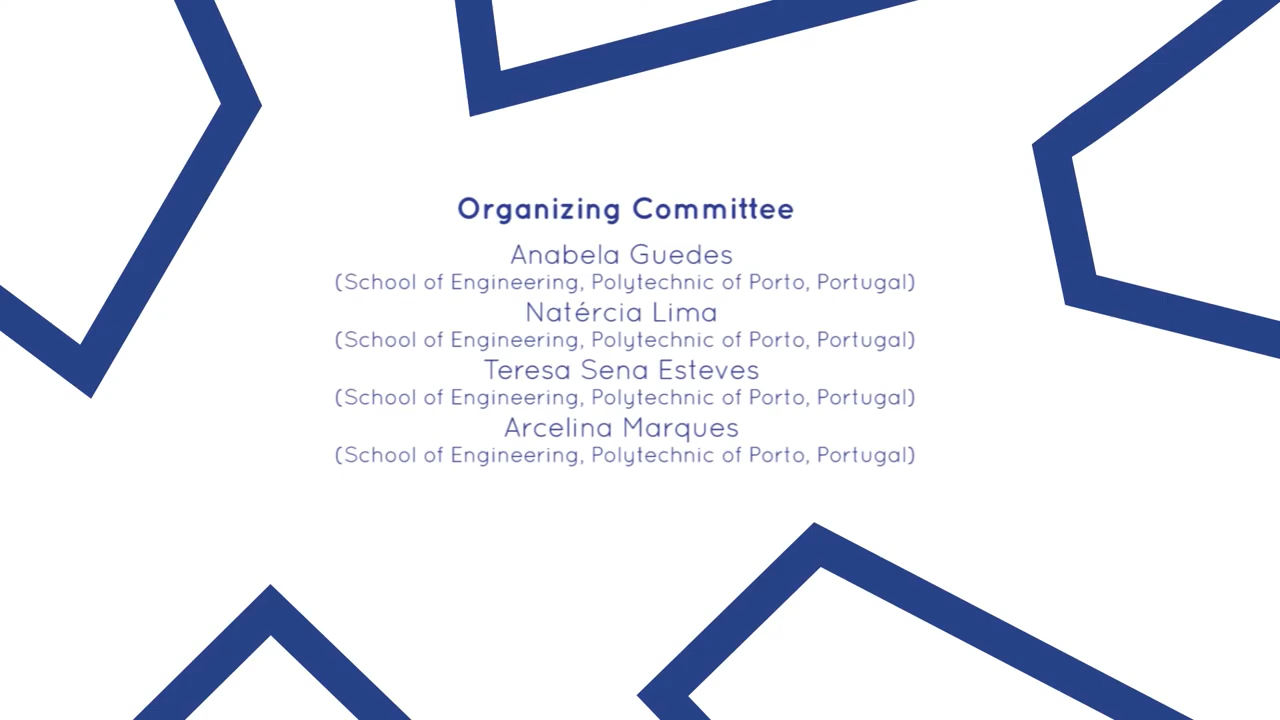 Organizing Committee
Anabela Guedes
(School of Engineering, Polytechnic of Porto, Portugal)
Natércia Lima
(School of Engineering, Polytechnic of Porto, Portugal)
Teresa Sena Esteves
(School of Engineering, Polytechnic of Porto, Portugal)
Arcelina Marques
(School of Engineering, Polytechnic of Porto, Portugal)